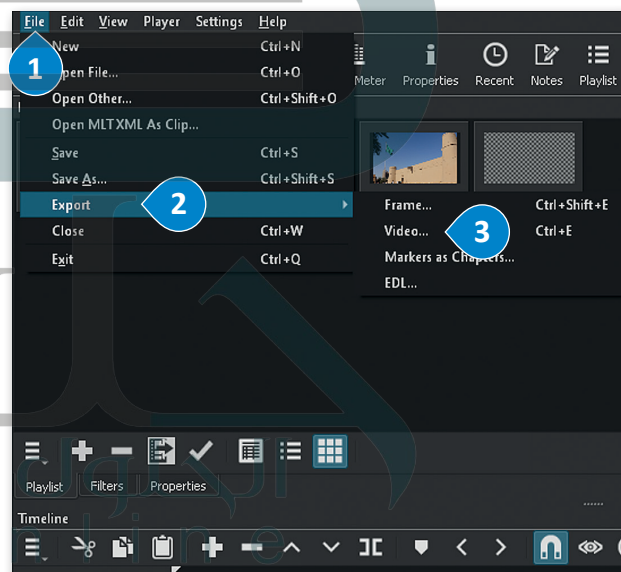 File Edit View Player Settings Help
New Ctrl+N
1
Open File... Ctrl+O
Meter Properties Recent Notes Playlist
Open Other... Ctrl+Shift+O
Open MLT XML As Clip...
Save Ctrl+S
Save As... Ctrl+Shift+S
Export 2
Frame... Ctrl+Shift+E
Close Ctrl+W
Video... 3 Ctrl+E
Exit Ctrl+Q
Markers as Chapters...
EDL...
Playlist Filters Properties
Timeline